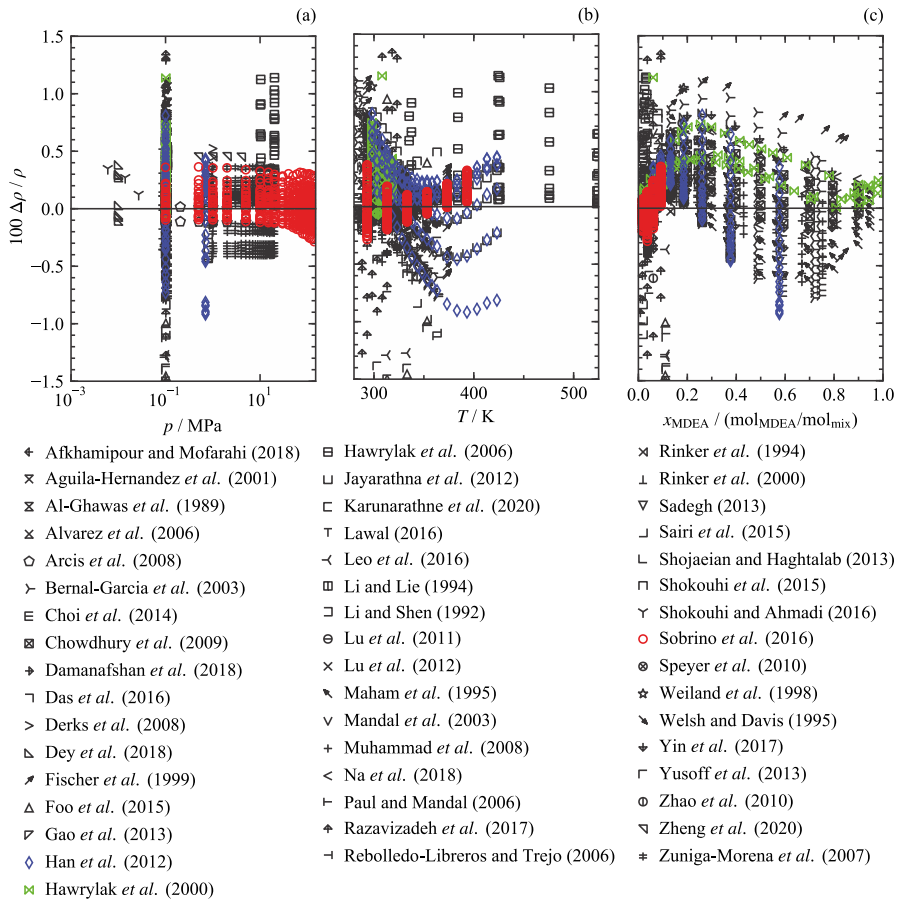 (a) (b) (c)
1.5
1.0
0.5
0.0
−0.5
−1.0
−1.5
100 Δρ / ρ
10⁻³ 10⁻¹ 10¹
p / MPa
300 400 500
T / K
0.0 0.2 0.4 0.6 0.8 1.0
xMDEA / (molMDEA/molmix)
Afkhamipour and Mofarahi (2018)
Aguila-Hernandez et al. (2001)
Al-Ghawas et al. (1989)
Alvarez et al. (2006)
Arcis et al. (2008)
Bernal-Garcia et al. (2003)
Choi et al. (2014)
Chowdhury et al. (2009)
Damanafshan et al. (2018)
Das et al. (2016)
Derks et al. (2008)
Dey et al. (2018)
Fischer et al. (1999)
Foo et al. (2015)
Gao et al. (2013)
Han et al. (2012)
Hawrylak et al. (2000)
Hawrylak et al. (2006)
Jayarathna et al. (2012)
Karunarathne et al. (2020)
Lawal (2016)
Leo et al. (2016)
Li and Lie (1994)
Li and Shen (1992)
Lu et al. (2011)
Lu et al. (2012)
Maham et al. (1995)
Mandal et al. (2003)
Muhammad et al. (2008)
Na et al. (2018)
Paul and Mandal (2006)
Razavizadeh et al. (2017)
Rebolledo-Libreros and Trejo (2006)
Rinker et al. (1994)
Rinker et al. (2000)
Sadegh (2013)
Sairi et al. (2015)
Shojaeian and Haghtalab (2013)
Shokouhi et al. (2015)
Shokouhi and Ahmadi (2016)
Sobrino et al. (2016)
Speyer et al. (2010)
Weiland et al. (1998)
Welsh and Davis (1995)
Yin et al. (2017)
Yusoff et al. (2013)
Zhao et al. (2010)
Zheng et al. (2020)
Zuniga-Morena et al. (2007)